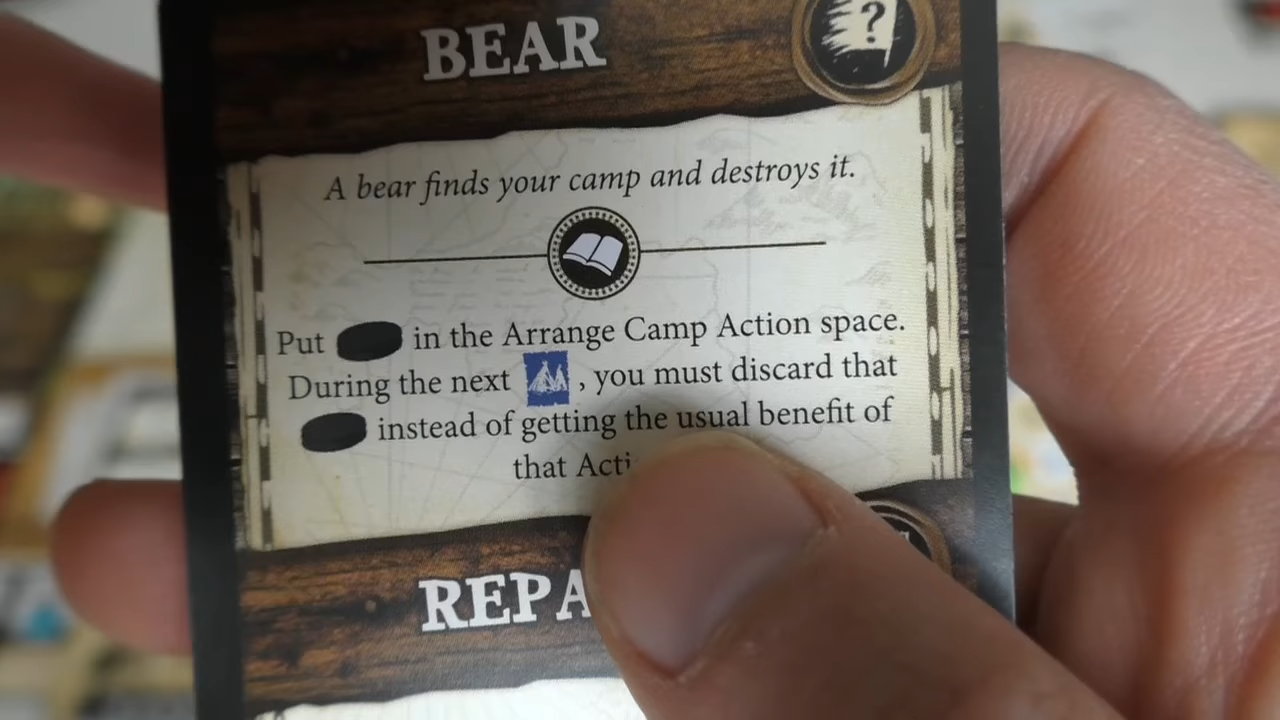 BEAR
?
A bear finds your camp and destroys it.
Put in the Arrange Camp Action space.
During the next , you must discard that
instead of getting the usual benefit of
that